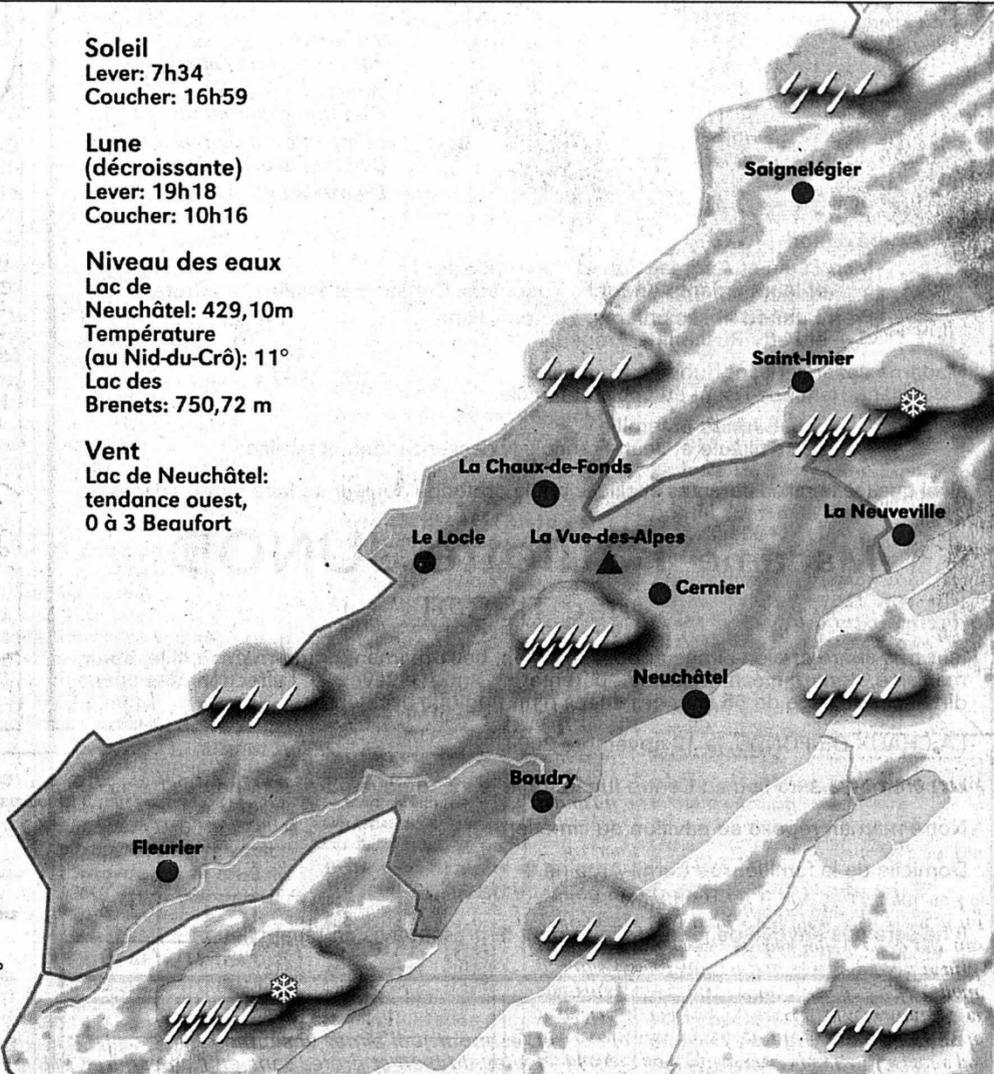 Soleil
Lever: 7h34
Coucher: 16h59
Lune
(décroissante)
Lever: 19h18
Coucher: 10h16
Niveau des eaux
Lac de
Neuchâtel: 429,10m
Température
(au Nid-du-Crô): 11°
Lac des
Brenets: 750,72 m
Vent
Lac de Neuchâtel:
tendance ouest,
0 à 3 Beaufort
Saignelégier
Saint-Imier
La Chaux-de-Fonds
La Neuveville
Le Locle
La Vue-des-Alpes
Cernier
Neuchâtel
Boudry
Fleurier